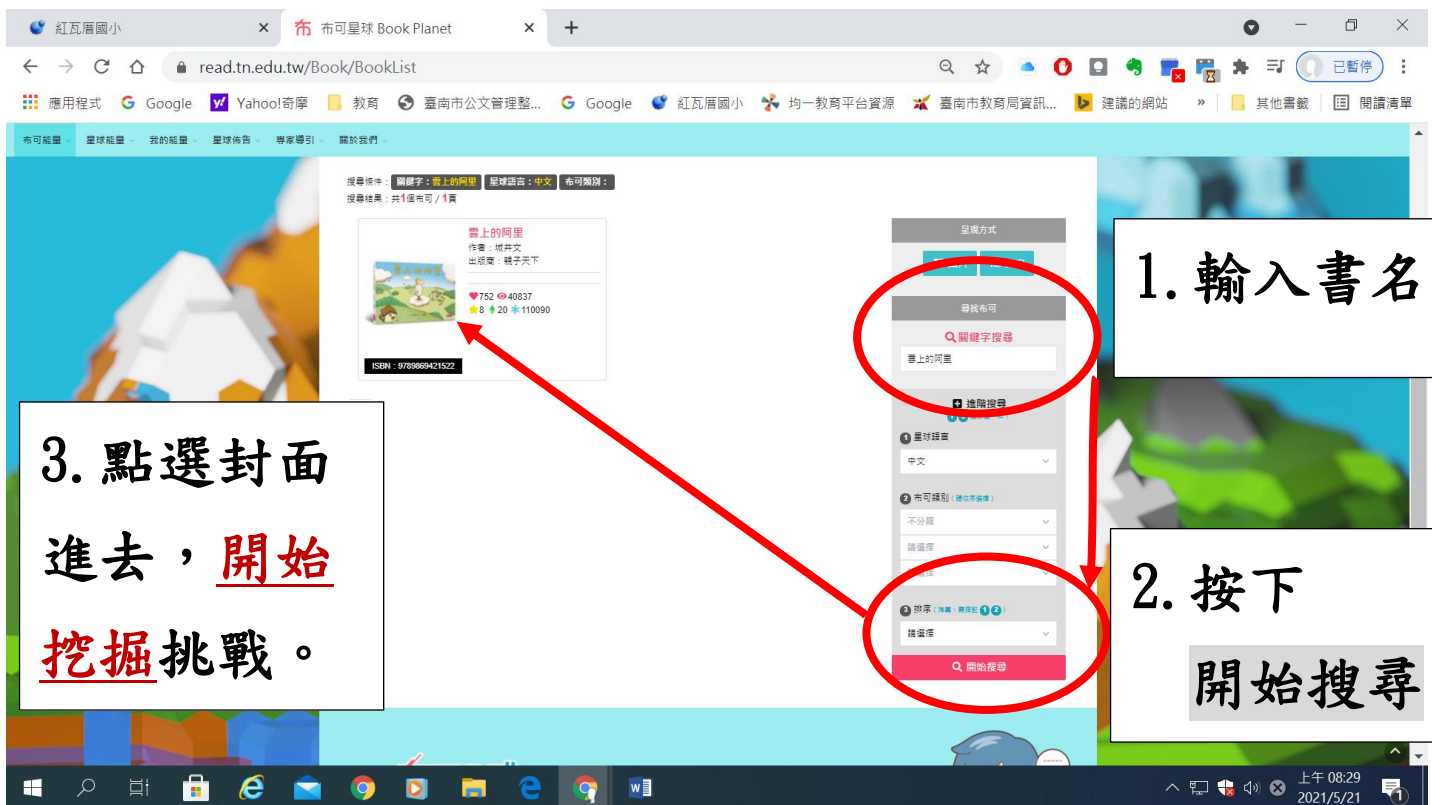 紅瓦厝國小
布可星球 Book Planet
read.tn.edu.tw/Book/BookList
已暫停
應用程式 Google Yahoo!奇摩 教育 臺南市公文管理整... Google 紅瓦厝國小 均一教育平台資源 臺南市教育局資訊... 建議的網站 » 其他書籤 閱讀清單
布可能量 星球能量 我的能量 星球佈告 專家導引 關於我們
搜尋條件： 關鍵字：雲上的阿里 星球語言：中文 布可類別：
搜尋結果：共1個布可 / 1頁
雲上的阿里
作者：城井文
出版商：親子天下
752 40837
8 20 110090
ISBN：9789869421522
呈現方式
尋找布可
關鍵字搜尋
雲上的阿里
進階搜尋
1 星球語言
中文
2 布可類別（請依序選擇）
不分類
請選擇
3 排序
請選擇
開始搜尋
1.輸入書名
2.按下
開始搜尋
3.點選封面
進去，開始
挖掘挑戰。
上午 08:29
2021/5/21
1